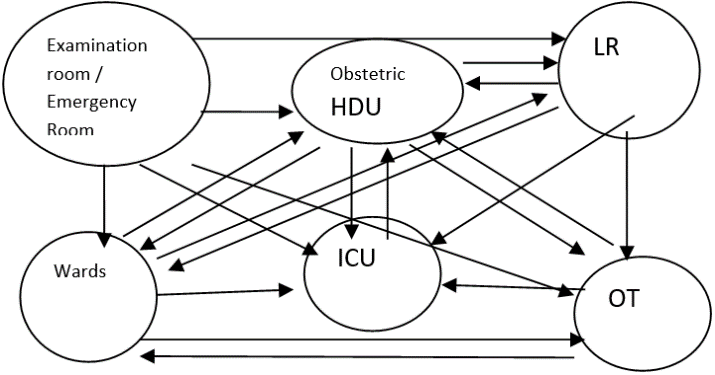 Examination
room /
Emergency
Room
Obstetric
HDU
LR
Wards
ICU
OT